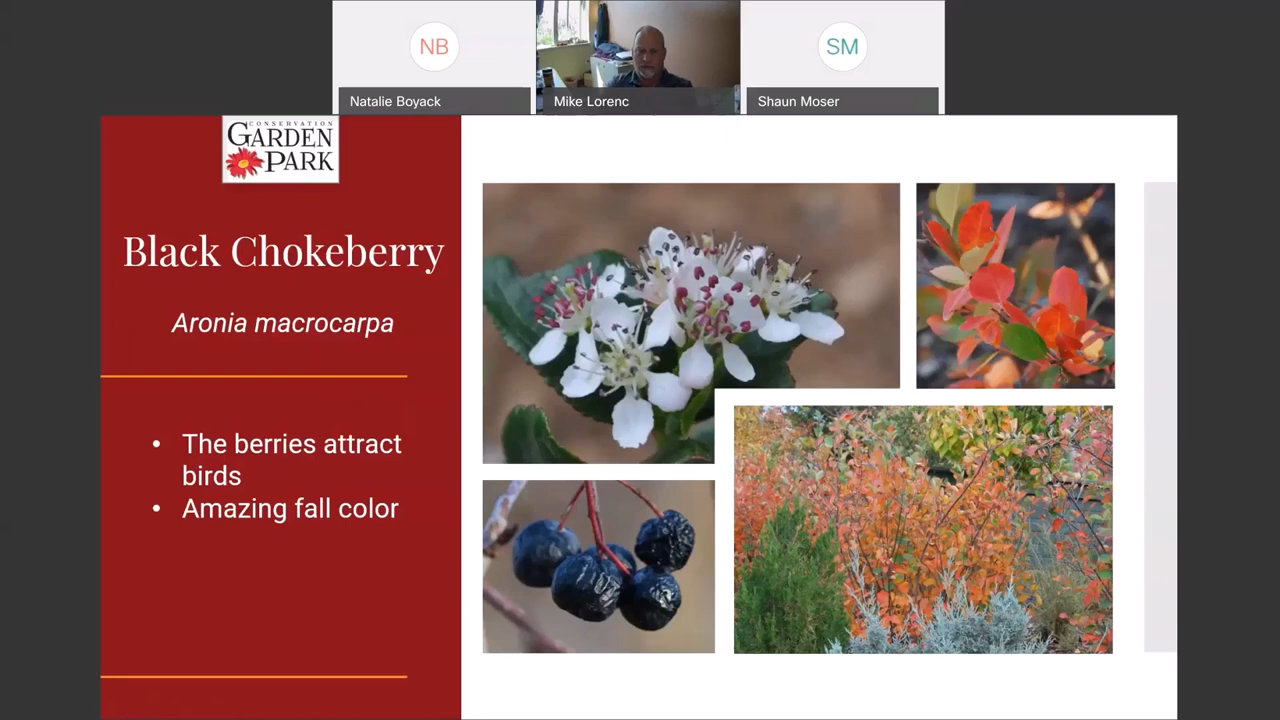 NB
SM
Natalie Boyack
Mike Lorenc
Shaun Moser
CONSERVATION
GARDEN
PARK
Black Chokeberry
Aronia macrocarpa
• The berries attract
birds
• Amazing fall color